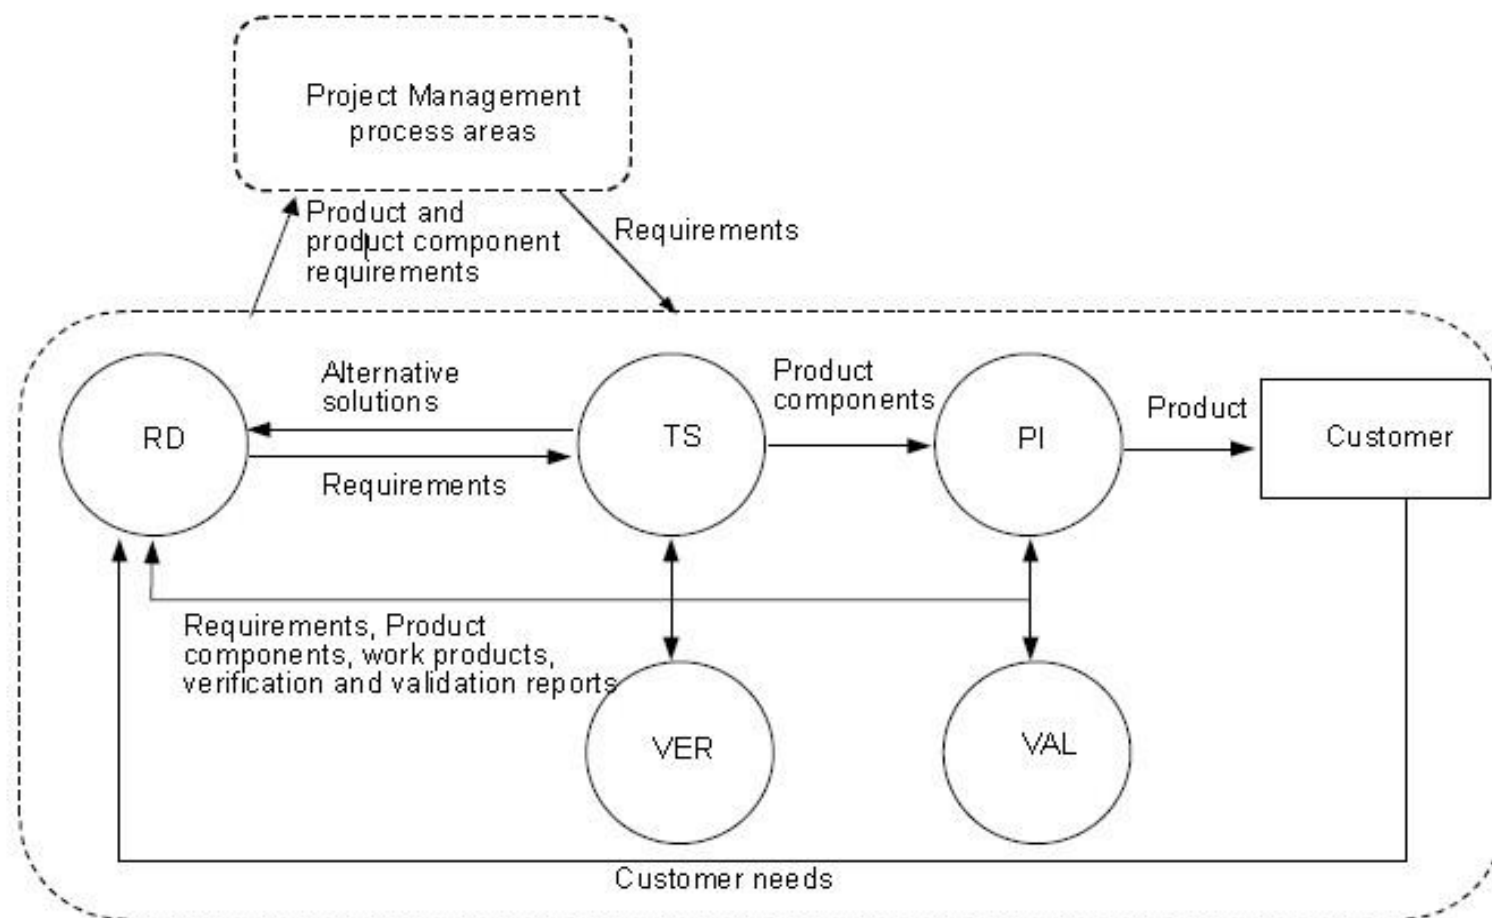 Project Management
process areas
Product and
product component
requirements
Requirements
Alternative
solutions
Product
components
Product
RD
TS
PI
Customer
Requirements
Requirements, Product
components, work products,
verification and validation reports
VER
VAL
Customer needs